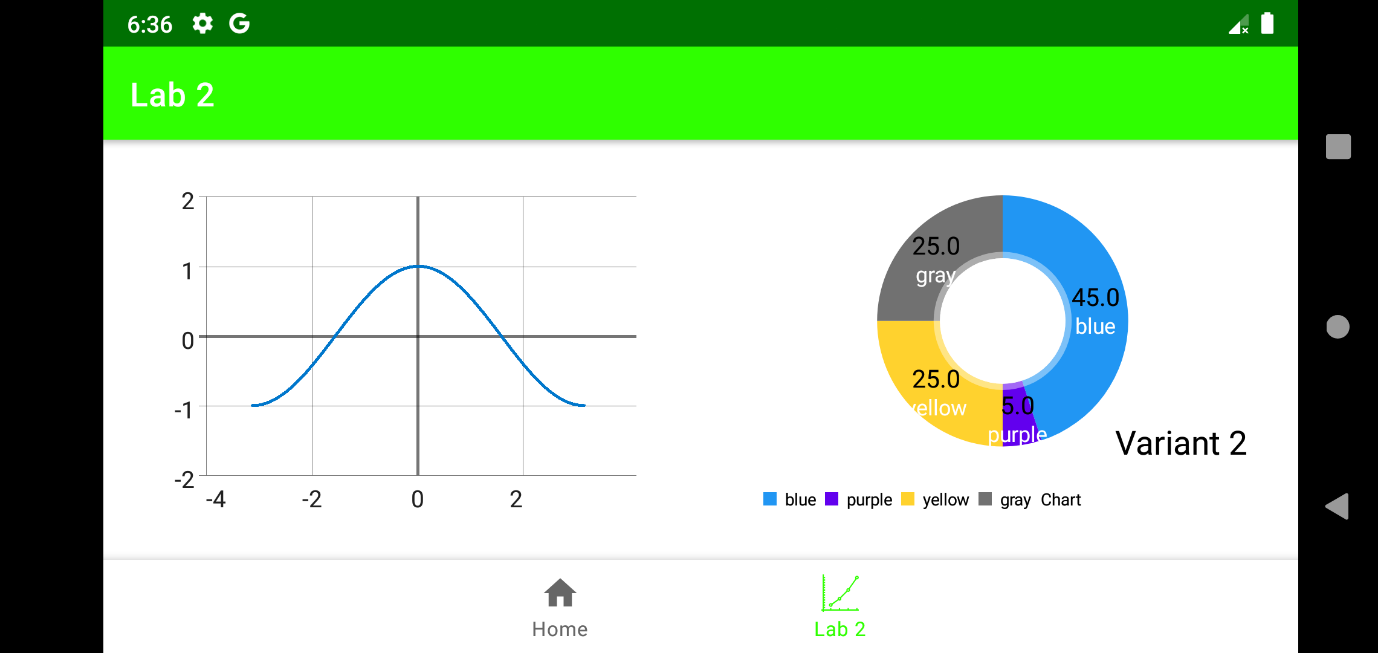 6:36
Lab 2
2
1
0
-1
-2
-4 -2 0 2
25.0
gray
45.0
blue
25.0
yellow
5.0
purple
Variant 2
blue purple yellow gray Chart
Home
Lab 2